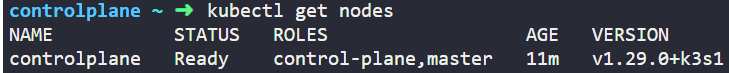 controlplane ~ ➜ kubectl get nodes
NAME STATUS ROLES AGE VERSION
controlplane Ready control-plane,master 11m v1.29.0+k3s1